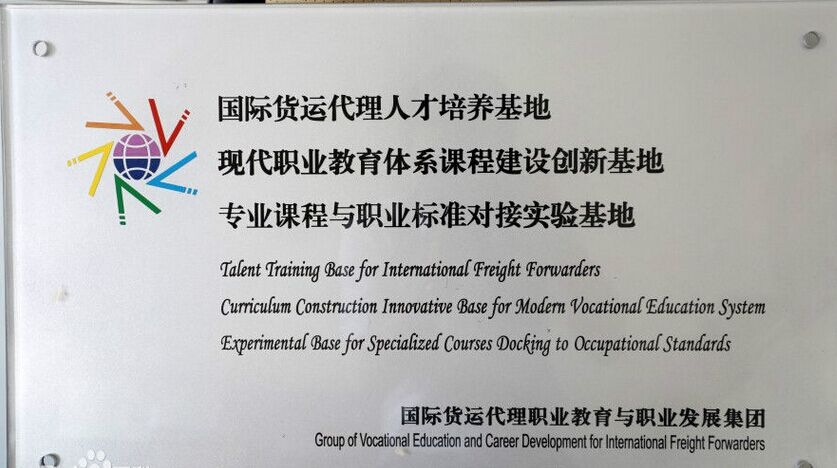 国际货运代理人才培养基地
现代职业教育体系课程建设创新基地
专业课程与职业标准对接实验基地
Talent Training Base for International Freight Forwarders
Curriculum Construction Innovative Base for Modern Vocational Education System
Experimental Base for Specialized Courses Docking to Occupational Standards
国际货运代理职业教育与职业发展集团
Group of Vocational Education and Career Development for International Freight Forwarders